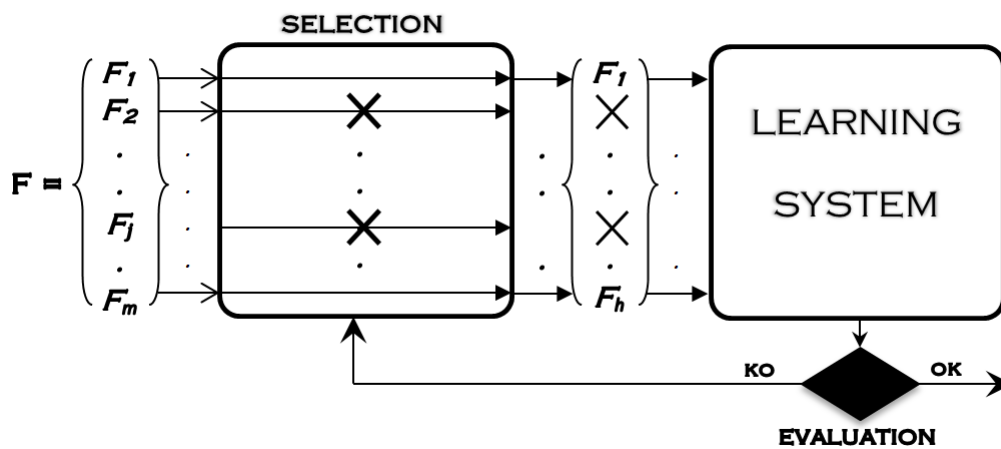 SELECTION
F =
F1
F2
.
.
Fj
.
Fm
F1
.
.
.
Fh
LEARNING
SYSTEM
KO
OK
EVALUATION